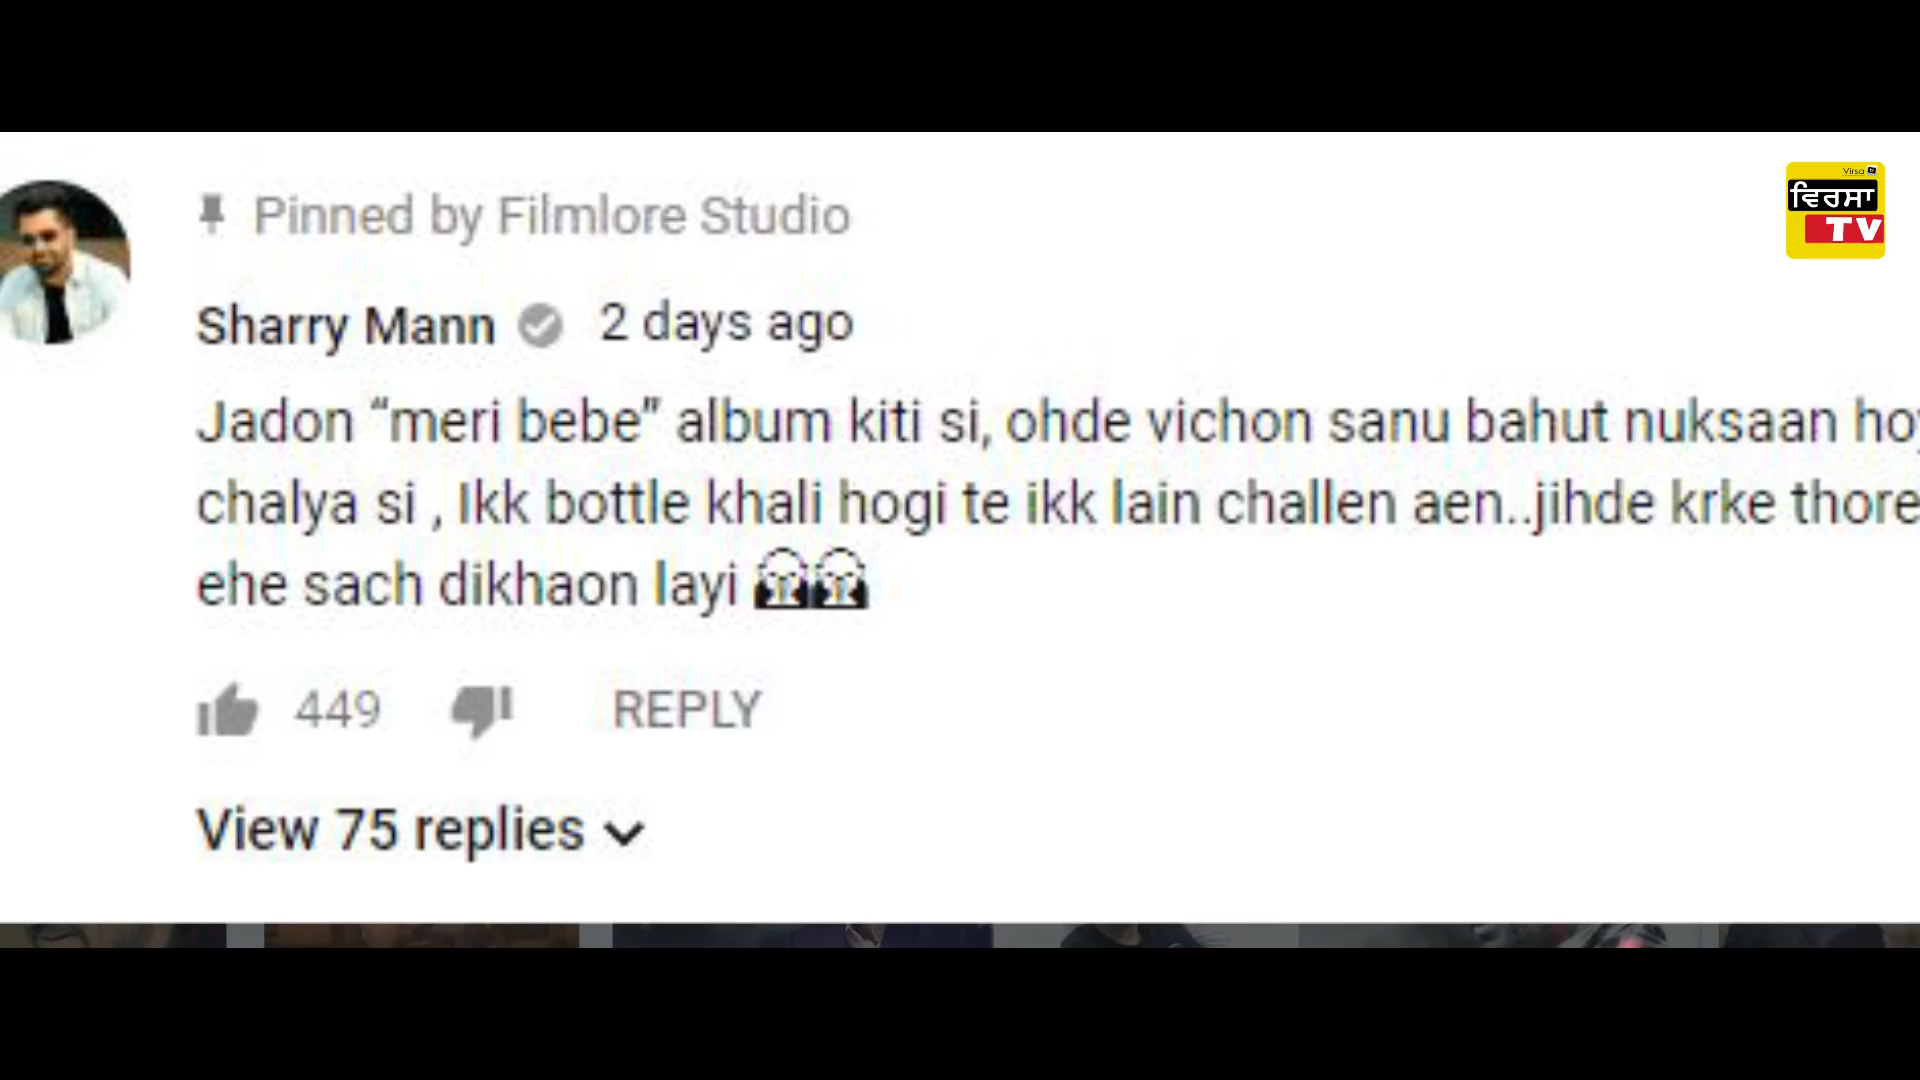 Virsa
ਵਿਰਸਾ
TV
Pinned by Filmlore Studio
Sharry Mann 2 days ago
Jadon “meri bebe” album kiti si, ohde vichon sanu bahut nuksaan
chalya si , Ikk bottle khali hogi te ikk lain challen aen..jihde krke thore
ehe sach dikhaon layi
449 REPLY
View 75 replies